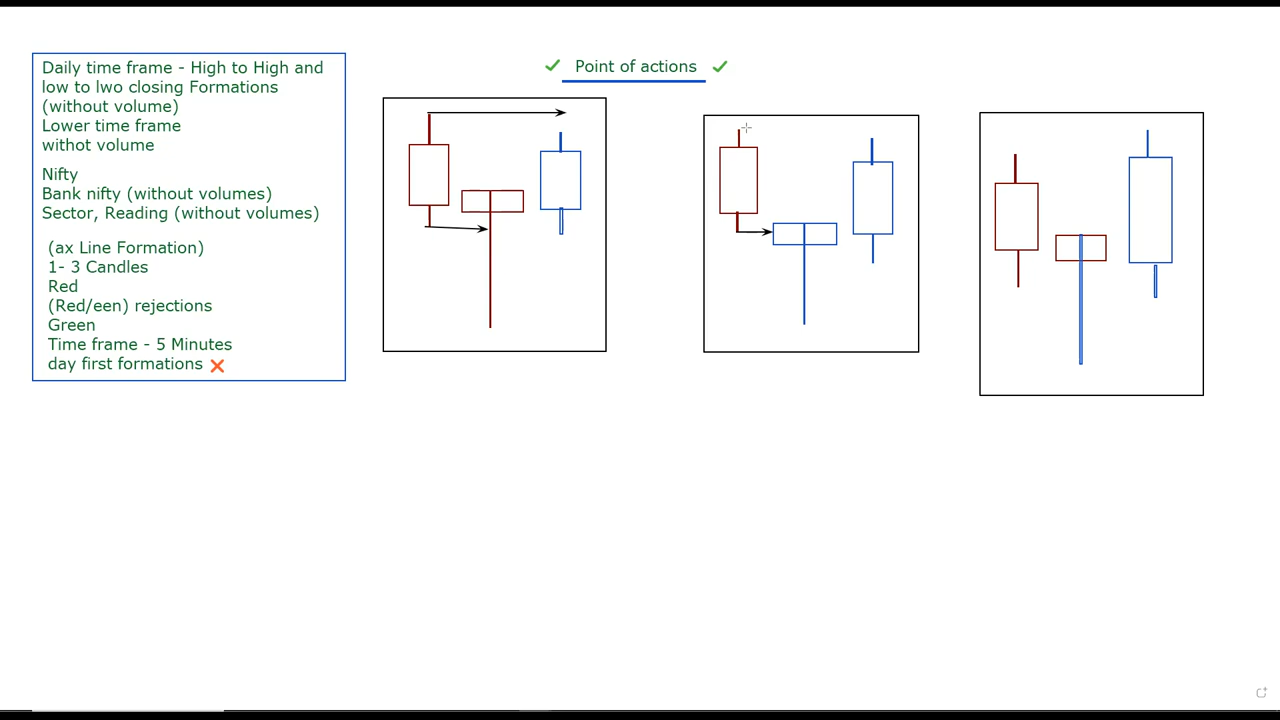 Daily time frame - High to High and
low to lwo closing Formations
(without volume)
Lower time frame
withot volume
Nifty
Bank nifty (without volumes)
Sector, Reading (without volumes)
(ax Line Formation)
1- 3 Candles
Red
(Red/een) rejections
Green
Time frame - 5 Minutes
day first formations
Point of actions